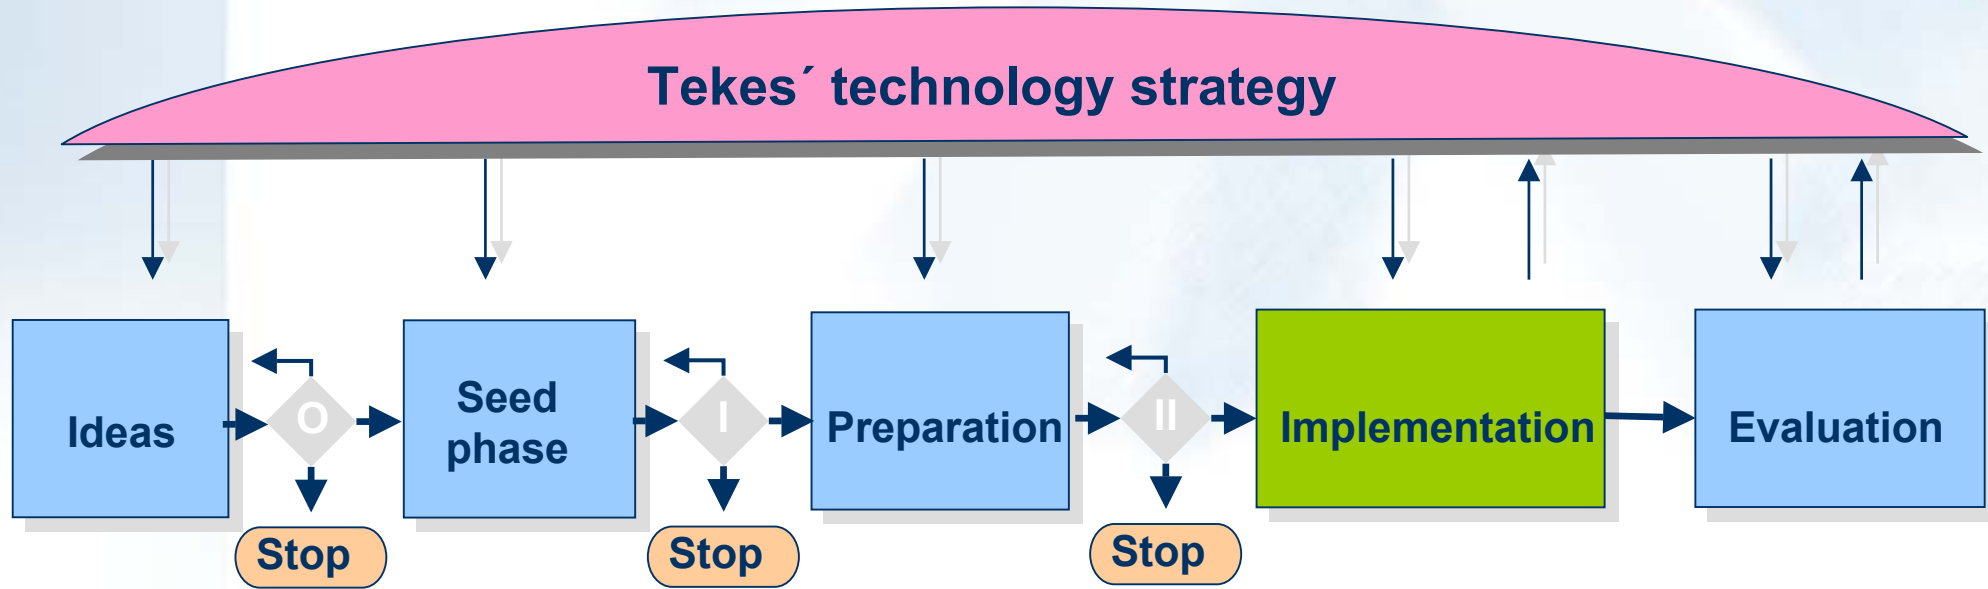 Tekes´ technology strategy
Ideas
O
Seed
phase
I
Preparation
II
Implementation
Evaluation
Stop
Stop
Stop